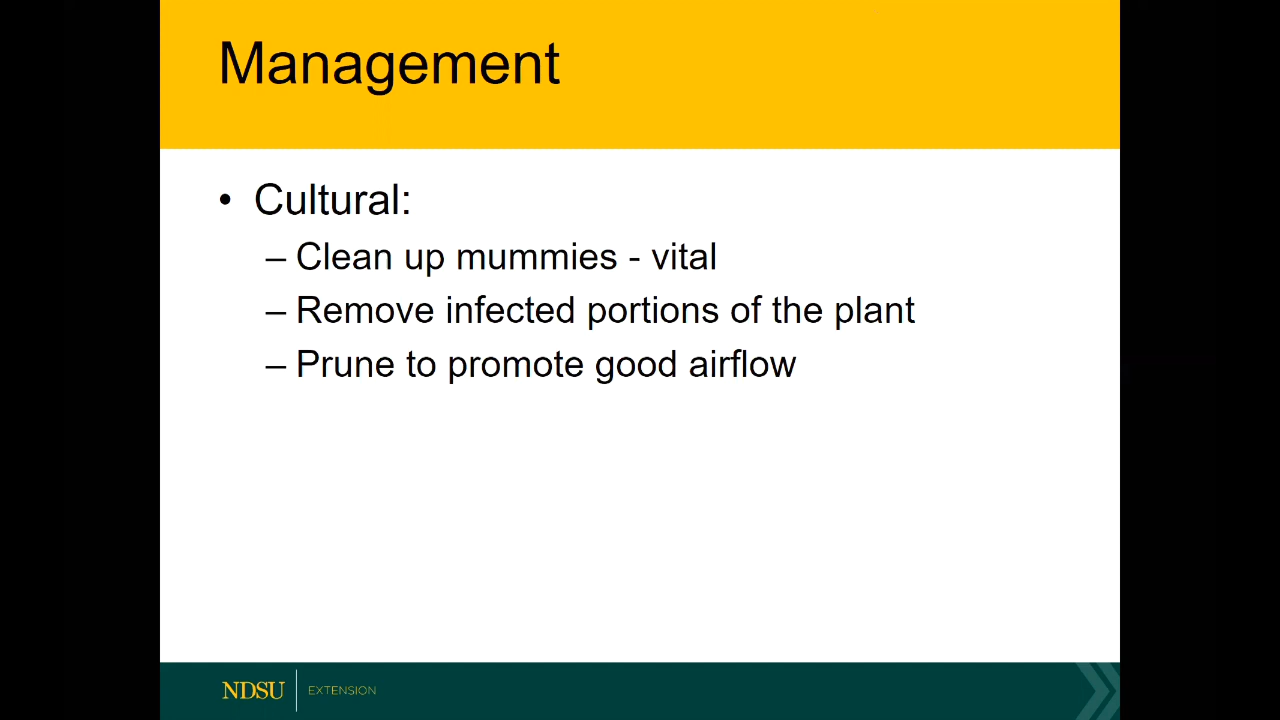 Management
• Cultural:
– Clean up mummies - vital
– Remove infected portions of the plant
– Prune to promote good airflow
NDSU EXTENSION